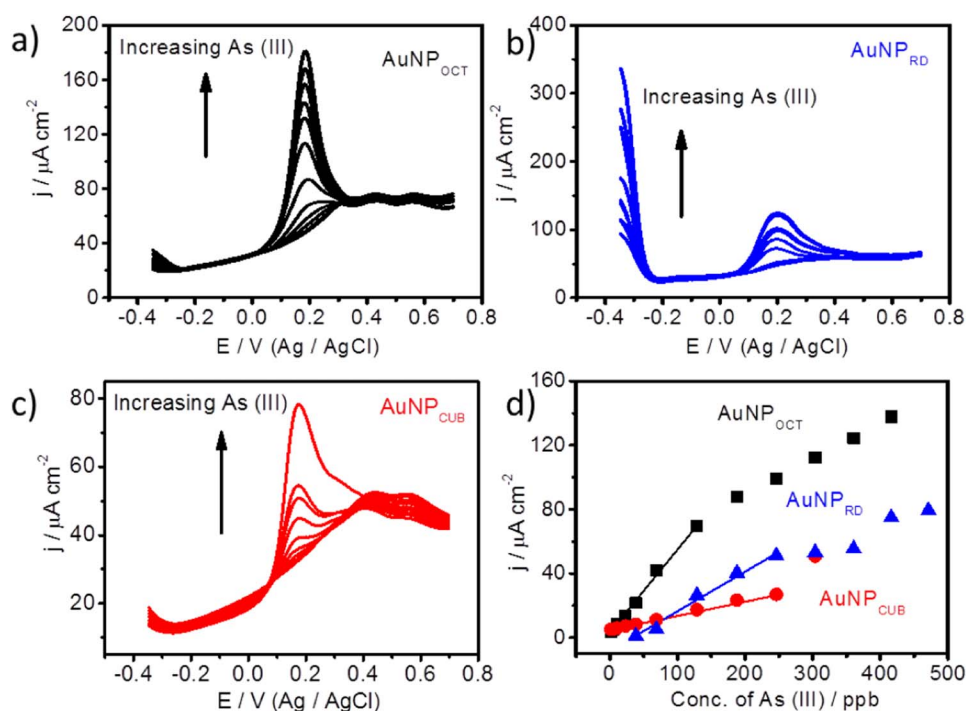 a)
Increasing As (III)
AuNP_OCT
200
160
120
80
40
0
j / µA cm⁻²
-0.4 -0.2 0.0 0.2 0.4 0.6 0.8
E / V (Ag / AgCl)
b)
AuNP_RD
Increasing As (III)
400
300
200
100
0
j / µA cm⁻²
-0.4 -0.2 0.0 0.2 0.4 0.6 0.8
E / V (Ag / AgCl)
c)
Increasing As (III)
AuNP_CUB
80
60
40
20
j / µA cm⁻²
-0.4 -0.2 0.0 0.2 0.4 0.6 0.8
E / V (Ag / AgCl)
d)
AuNP_OCT
AuNP_RD
AuNP_CUB
160
120
80
40
0
j / µA cm⁻²
0 100 200 300 400 500
Conc. of As (III) / ppb